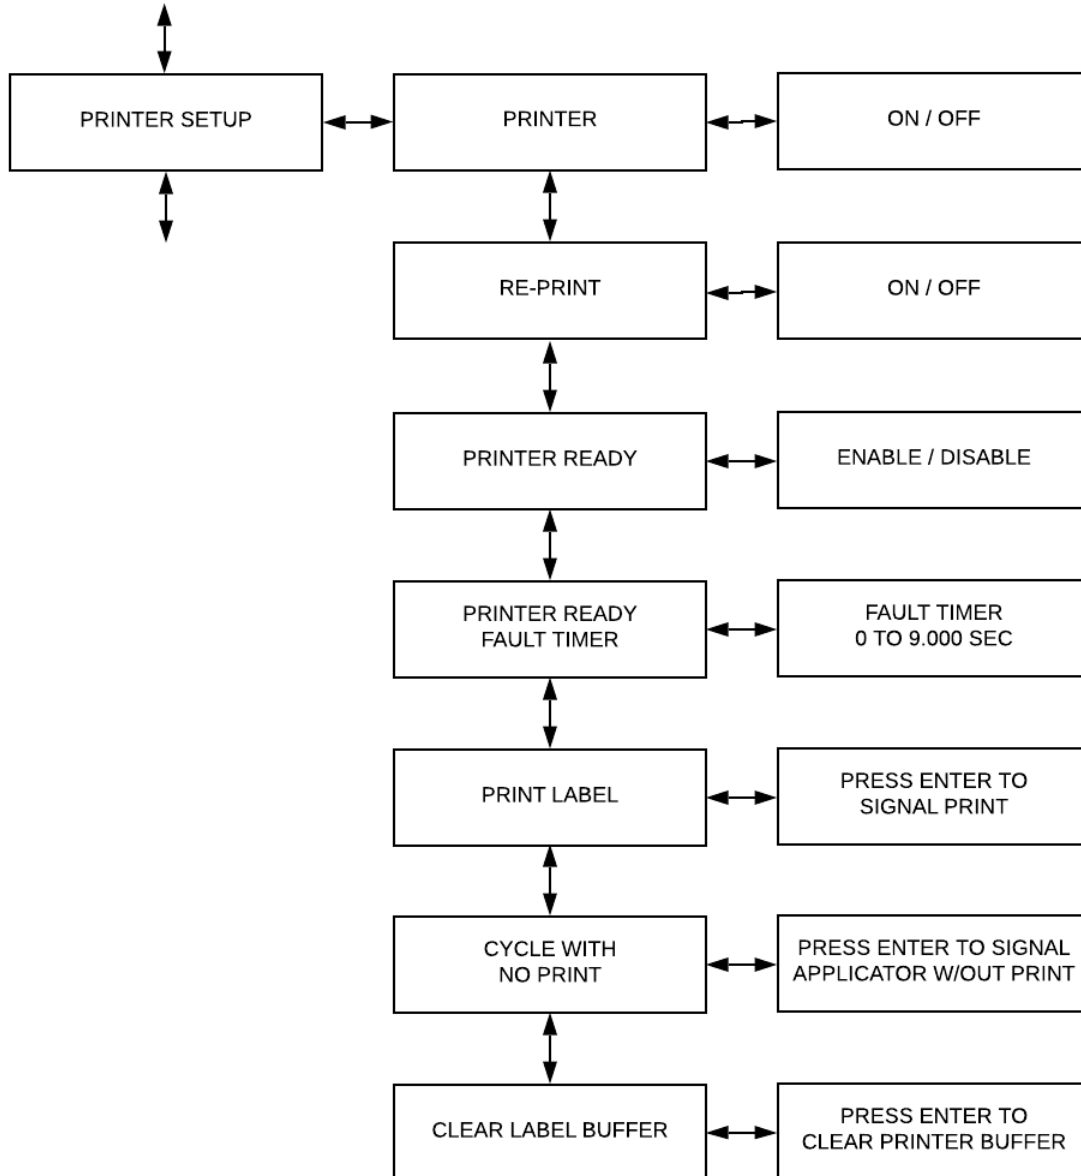 PRINTER SETUP
PRINTER
ON / OFF
RE-PRINT
ON / OFF
PRINTER READY
ENABLE / DISABLE
PRINTER READY
FAULT TIMER
FAULT TIMER
0 TO 9.000 SEC
PRINT LABEL
PRESS ENTER TO
SIGNAL PRINT
CYCLE WITH
NO PRINT
PRESS ENTER TO SIGNAL
APPLICATOR W/OUT PRINT
CLEAR LABEL BUFFER
PRESS ENTER TO
CLEAR PRINTER BUFFER